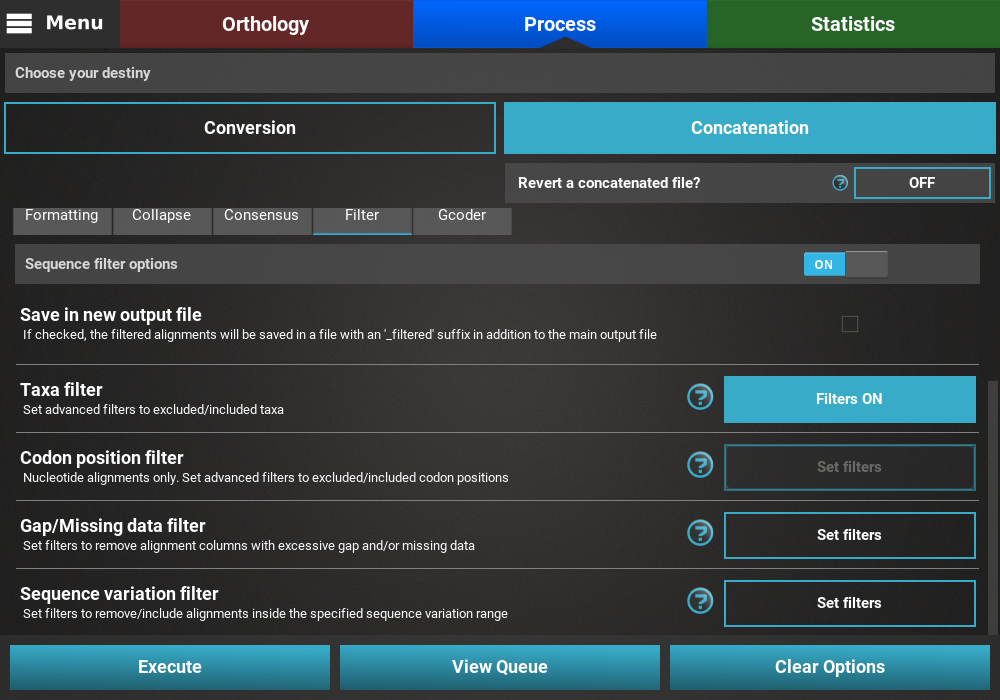 Menu
Orthology
Process
Statistics
Choose your destiny
Conversion
Concatenation
Revert a concatenated file?
?
OFF
Formatting
Collapse
Consensus
Filter
Gcoder
Sequence filter options
ON
Save in new output file
If checked, the filtered alignments will be saved in a file with an '_filtered' suffix in addition to the main output file
Taxa filter
Set advanced filters to excluded/included taxa
?
Filters ON
Codon position filter
Nucleotide alignments only. Set advanced filters to excluded/included codon positions
?
Set filters
Gap/Missing data filter
Set filters to remove alignment columns with excessive gap and/or missing data
?
Set filters
Sequence variation filter
Set filters to remove/include alignments inside the specified sequence variation range
?
Set filters
Execute
View Queue
Clear Options